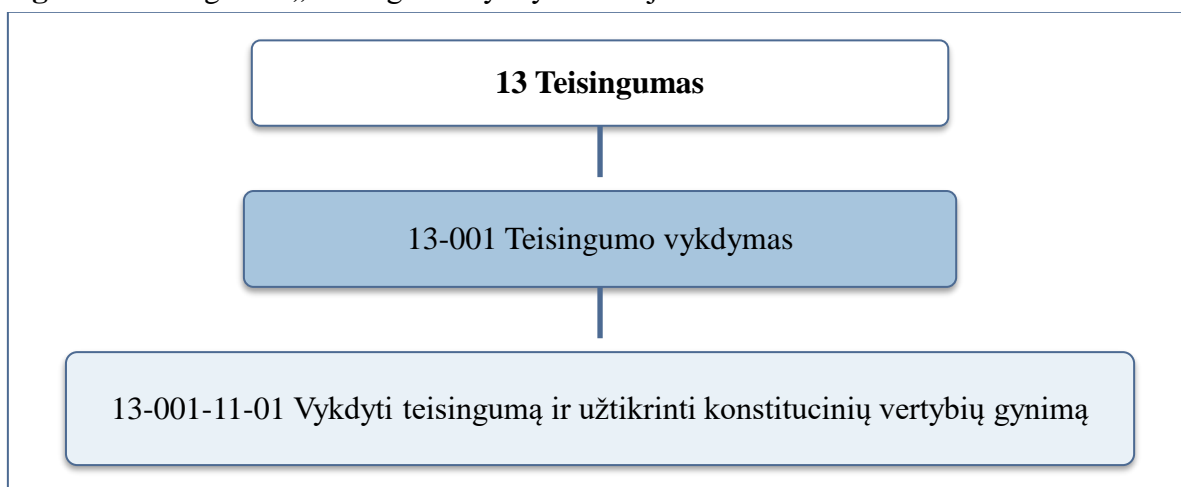 13 Teisingumas
13-001 Teisingumo vykdymas
13-001-11-01 Vykdyti teisingumą ir užtikrinti konstitucinių vertybių gynimą